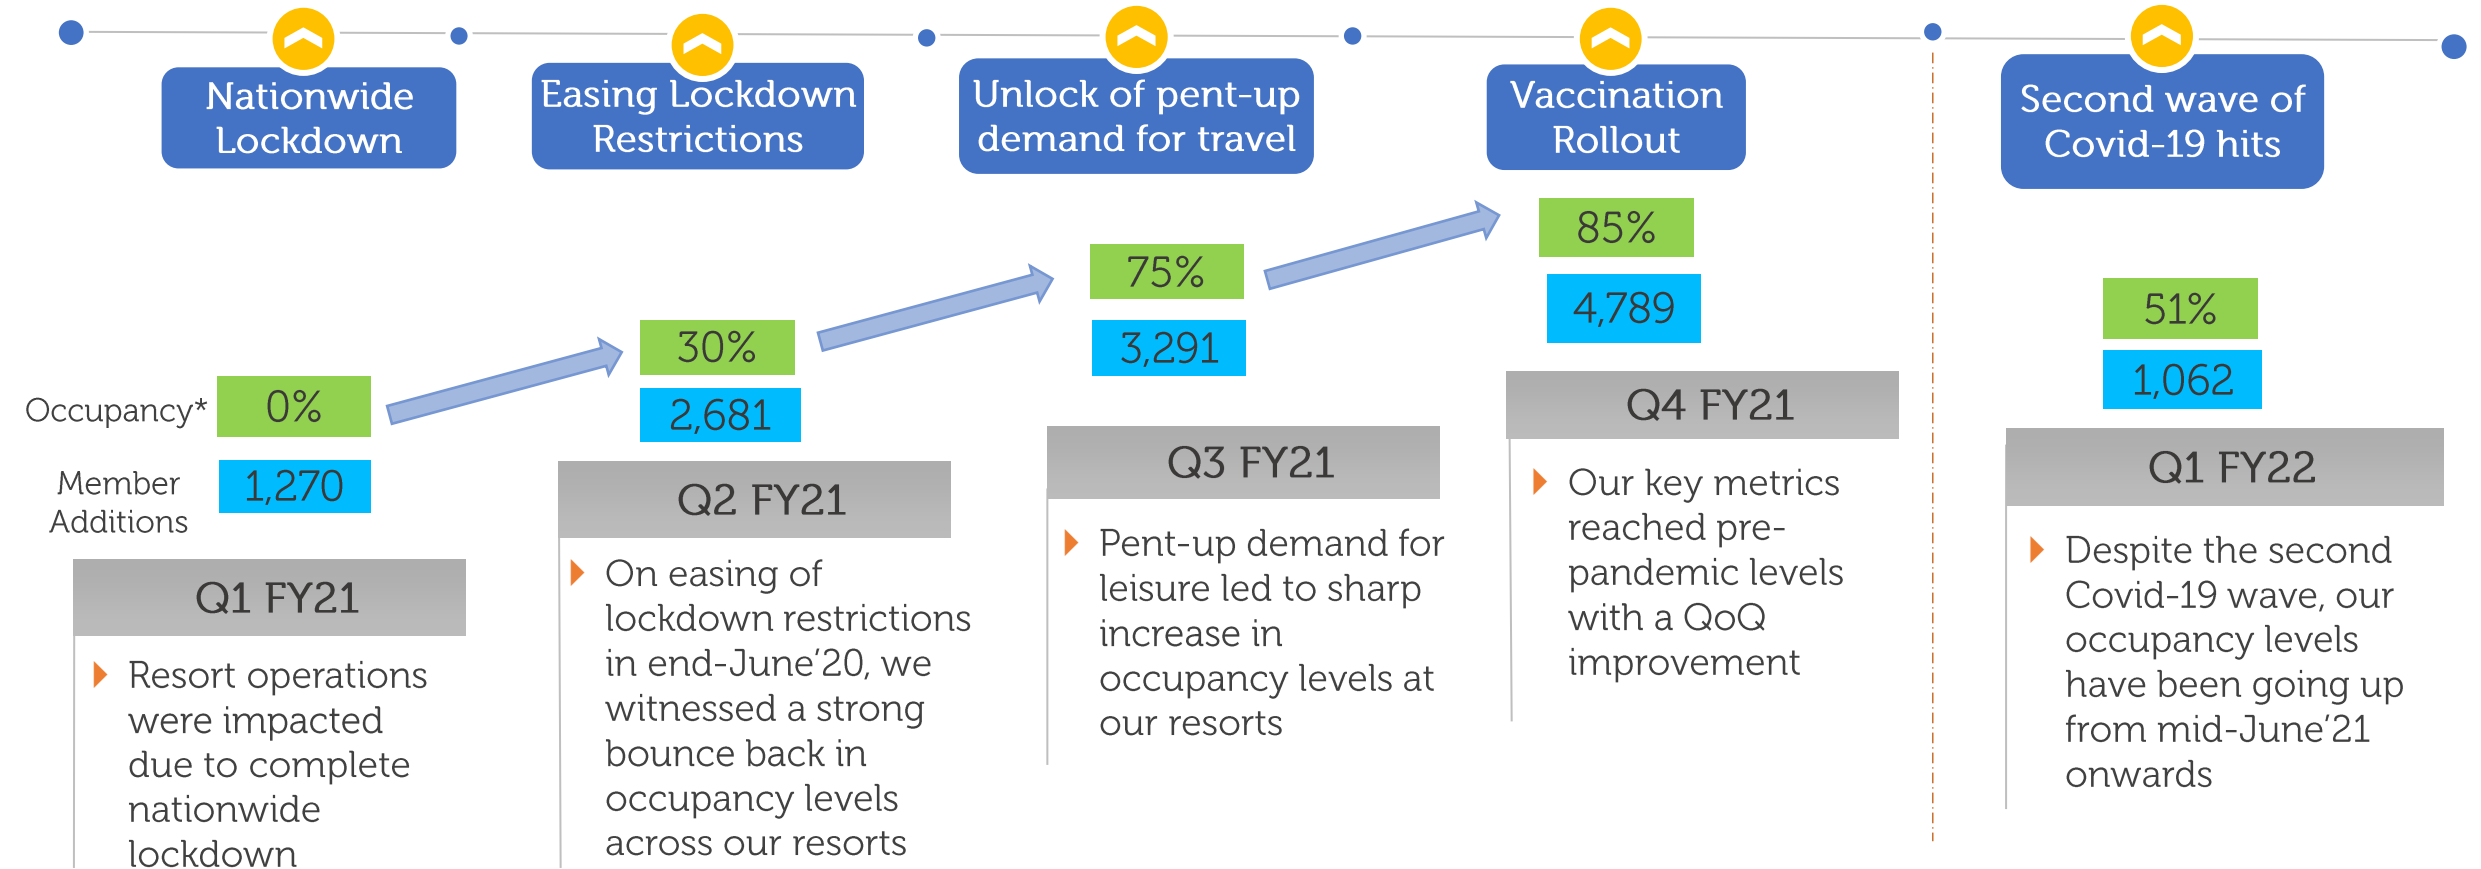 Nationwide
Lockdown
Easing Lockdown
Restrictions
Unlock of pent-up
demand for travel
Vaccination
Rollout
Second wave of
Covid-19 hits
Occupancy*
0%
30%
75%
85%
51%
Member
Additions
1,270
2,681
3,291
4,789
1,062
Q1 FY21
Resort operations
were impacted
due to complete
nationwide
lockdown
Q2 FY21
On easing of
lockdown restrictions
in end-June’20, we
witnessed a strong
bounce back in
occupancy levels
across our resorts
Q3 FY21
Pent-up demand for
leisure led to sharp
increase in
occupancy levels at
our resorts
Q4 FY21
Our key metrics
reached pre-
pandemic levels
with a QoQ
improvement
Q1 FY22
Despite the second
Covid-19 wave, our
occupancy levels
have been going up
from mid-June’21
onwards